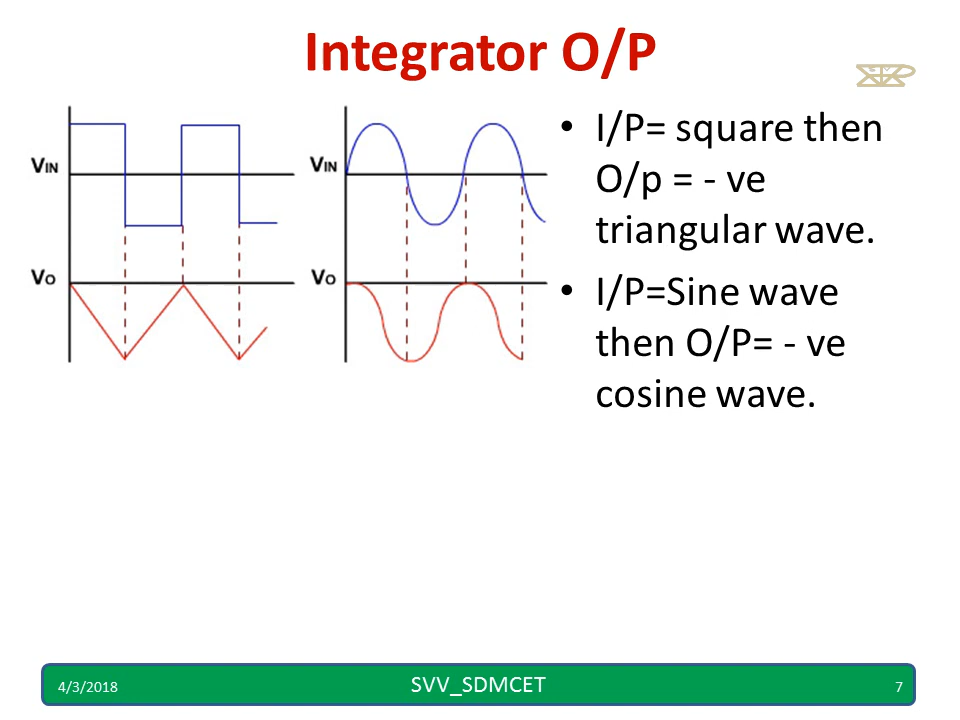 Integrator O/P
VIN
VO
VIN
VO
• I/P= square then
O/p = - ve
triangular wave.
• I/P=Sine wave
then O/P= - ve
cosine wave.
4/3/2018
SVV_SDMCET
7